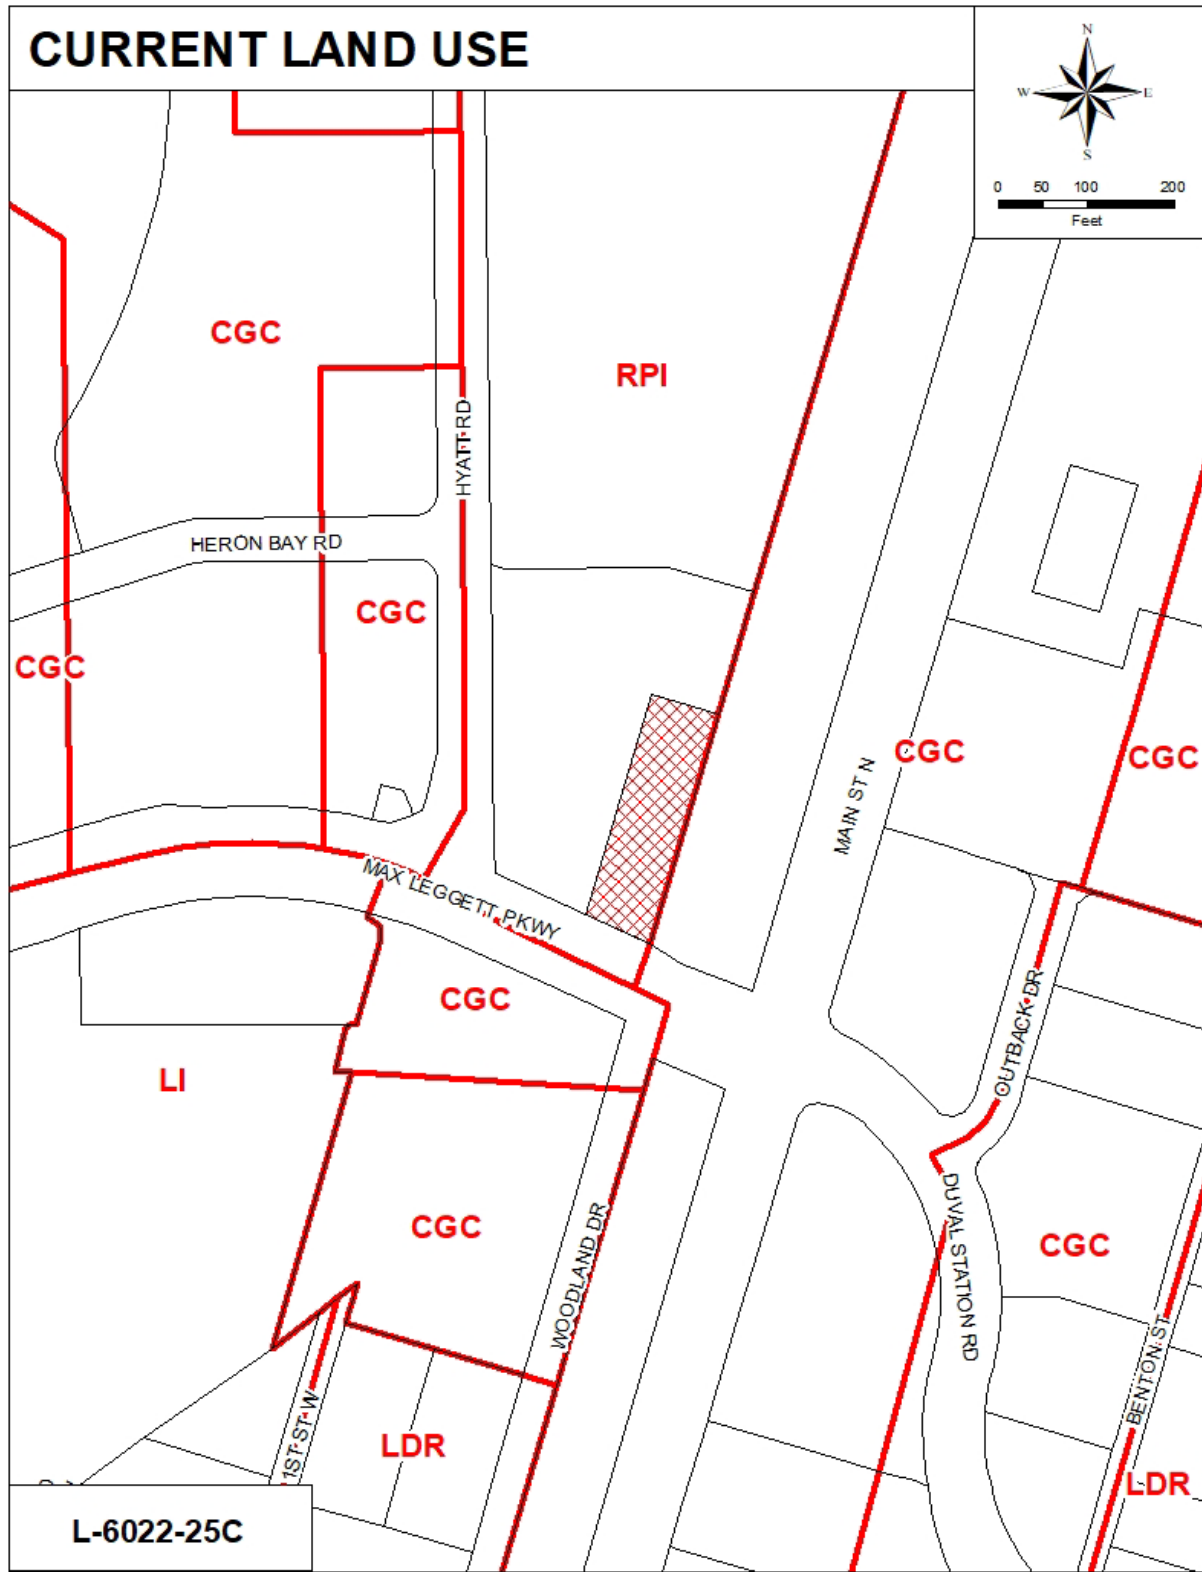 CURRENT LAND USE
N
W E
S
0 50 100 200
Feet
CGC
RPI
HYATT RD
HERON BAY RD
CGC
CGC
CGC
CGC
MAIN ST N
MAX LEGGETT PKWY
CGC
OUTBACK DR
LI
CGC
DUVAL STATION RD
CGC
WOODLAND DR
BENTON ST
1ST ST W
LDR
LDR
L-6022-25C